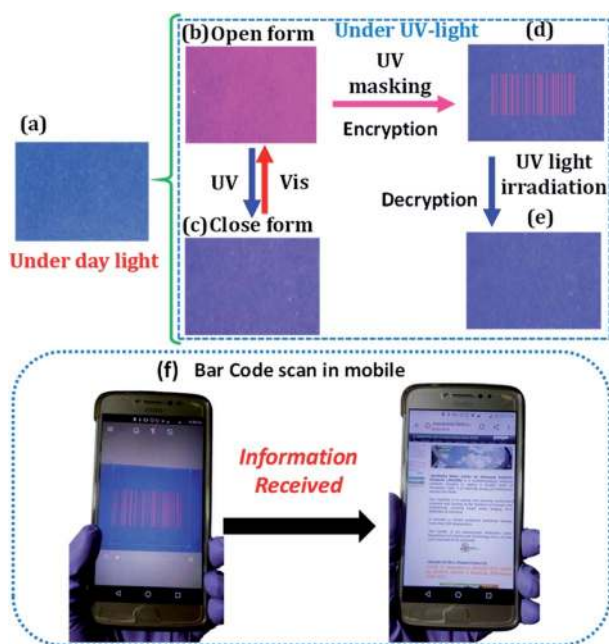 (b) Open form
Under UV-light
(d)
UV
masking
Encryption
(a)
Under day light
UV
Vis
UV light
irradiation
Decryption
(c) Close form
(e)
(f) Bar Code scan in mobile
Information
Received